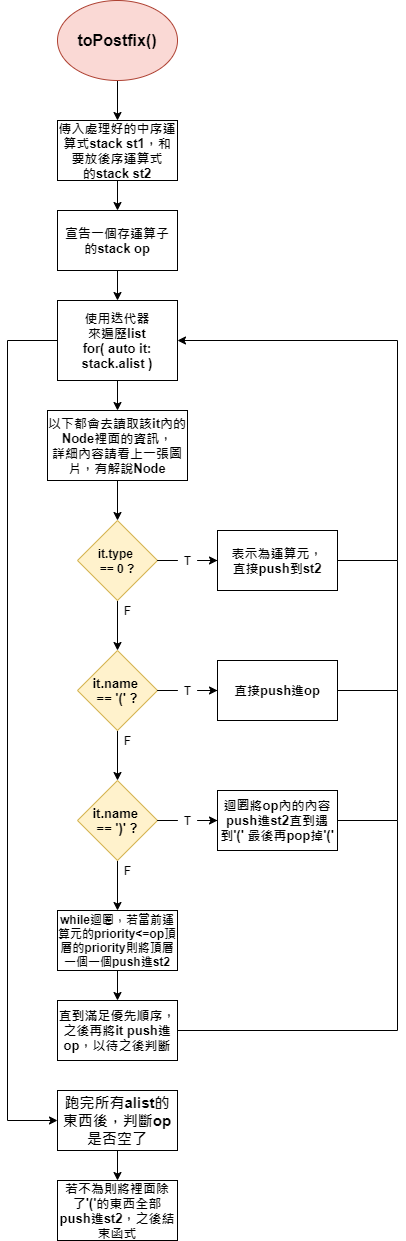 toPostfix()
傳入處理好的中序運
算式stack st1，和
要放後序運算式
的stack st2
宣告一個存運算子
的stack op
使用迭代器
來遍歷list
for( auto it:
stack.alist )
以下都會去讀取該it內的
Node裡面的資訊，
詳細內容請看上一張圖
片，有解說Node
it.type
== 0 ?
T
表示為運算元，
直接push到st2
F
it.name
== '(' ?
T
直接push進op
F
it.name
== ')' ?
T
迴圈將op內的內容
push進st2直到遇
到'(' 最後再pop掉'('
F
while迴圈，若當前運
算元的priority<=op頂
層的priority則將頂層
一個一個push進st2
直到滿足優先順序，
之後再將it push進
op，以待之後判斷
跑完所有alist的
東西後，判斷op
是否空了
若不為則將裡面除
了'('的東西全部
push進st2，之後結
束函式